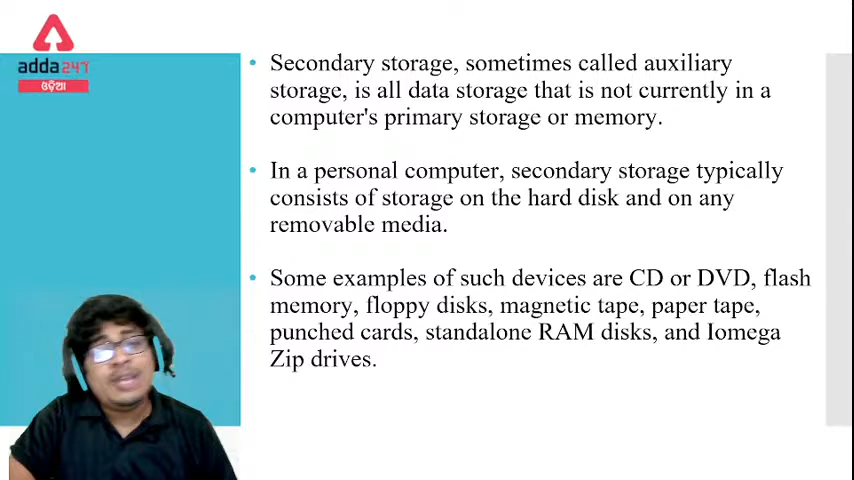 adda247
ଓଡ଼ିଆ
• Secondary storage, sometimes called auxiliary
storage, is all data storage that is not currently in a
computer's primary storage or memory.
• In a personal computer, secondary storage typically
consists of storage on the hard disk and on any
removable media.
• Some examples of such devices are CD or DVD, flash
memory, floppy disks, magnetic tape, paper tape,
punched cards, standalone RAM disks, and Iomega
Zip drives.